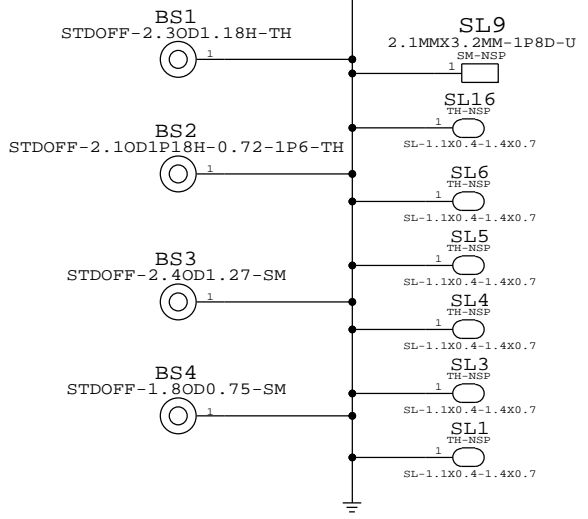 BS1
STDOFF-2.3OD1.18H-TH
1
BS2
STDOFF-2.1OD1P18H-0.72-1P6-TH
1
BS3
STDOFF-2.4OD1.27-SM
1
BS4
STDOFF-1.8OD0.75-SM
1
SL9
2.1MMX3.2MM-1P8D-U
SM-NSP
1
SL16
TH-NSP
1
SL-1.1X0.4-1.4X0.7
SL6
TH-NSP
1
SL-1.1X0.4-1.4X0.7
SL5
TH-NSP
1
SL-1.1X0.4-1.4X0.7
SL4
TH-NSP
1
SL-1.1X0.4-1.4X0.7
SL3
TH-NSP
1
SL-1.1X0.4-1.4X0.7
SL1
TH-NSP
1
SL-1.1X0.4-1.4X0.7